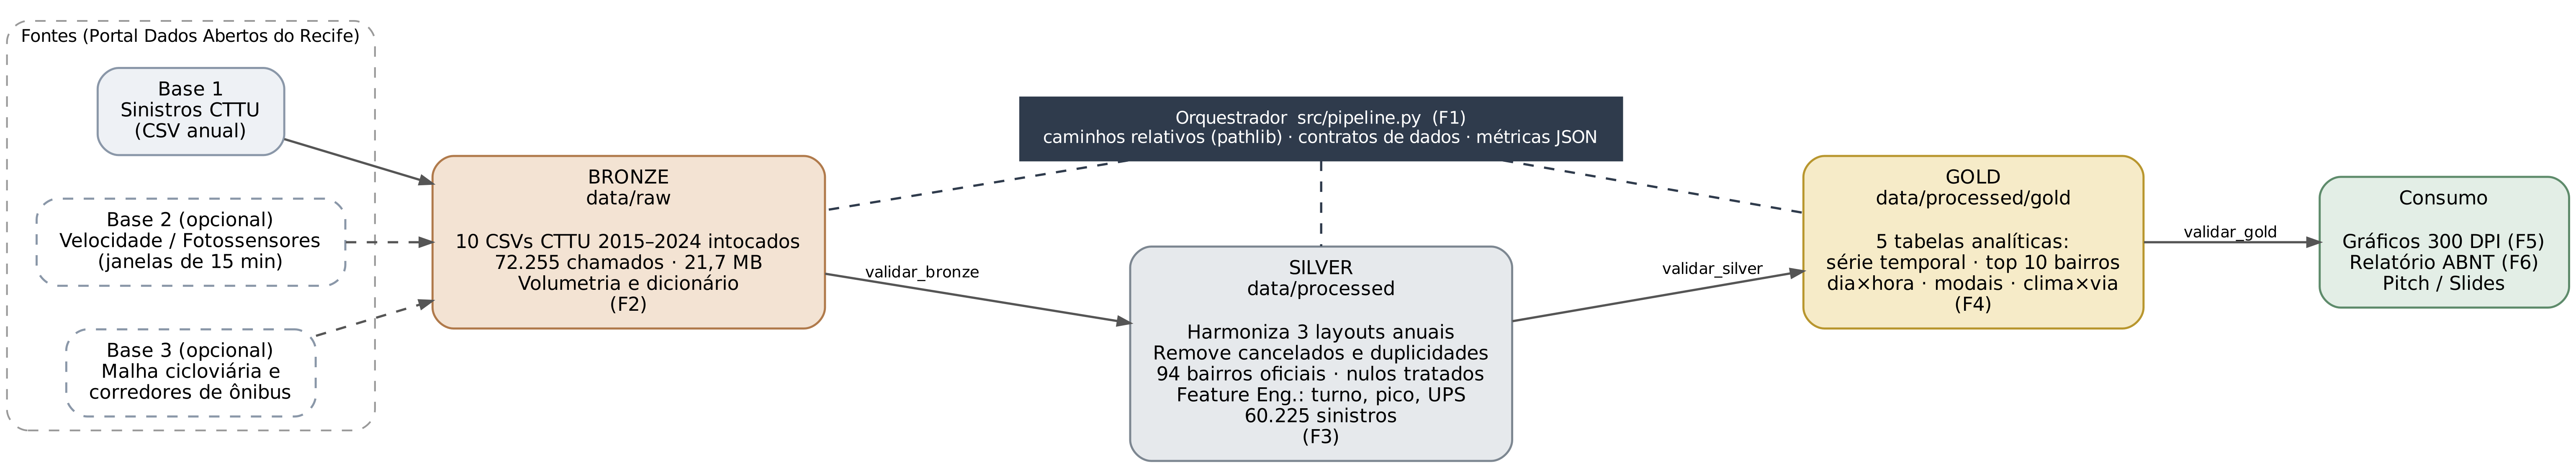 Fontes (Portal Dados Abertos do Recife)
Base 1
Sinistros CTTU
(CSV anual)
Base 2 (opcional)
Velocidade / Fotossensores
(janelas de 15 min)
Base 3 (opcional)
Malha cicloviária e
corredores de ônibus
BRONZE
data/raw
10 CSVs CTTU 2015–2024 intocados
72.255 chamados · 21,7 MB
Volumetria e dicionário
(F2)
Orquestrador  src/pipeline.py  (F1)
caminhos relativos (pathlib) · contratos de dados · métricas JSON
validar_bronze
SILVER
data/processed
Harmoniza 3 layouts anuais
Remove cancelados e duplicidades
94 bairros oficiais · nulos tratados
Feature Eng.: turno, pico, UPS
60.225 sinistros
(F3)
validar_silver
GOLD
data/processed/gold
5 tabelas analíticas:
série temporal · top 10 bairros
dia×hora · modais · clima×via
(F4)
validar_gold
Consumo
Gráficos 300 DPI (F5)
Relatório ABNT (F6)
Pitch / Slides